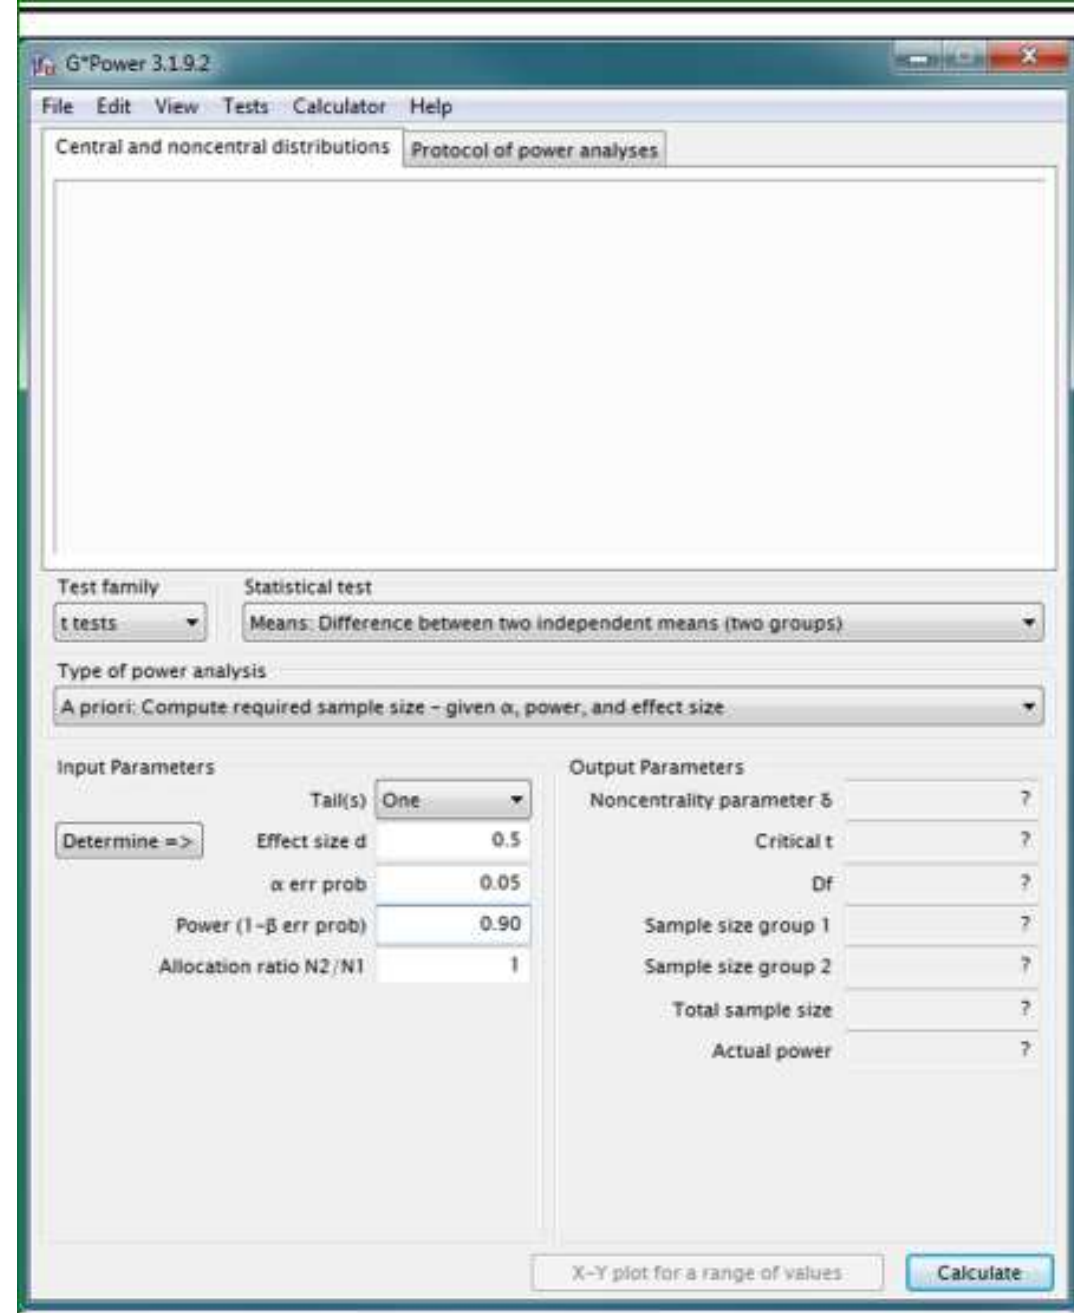 G*Power 3.1.9.2
File Edit View Tests Calculator Help
Central and noncentral distributions Protocol of power analyses
Test family Statistical test
t tests Means: Difference between two independent means (two groups)
Type of power analysis
A priori: Compute required sample size – given α, power, and effect size
Input Parameters Output Parameters
Tail(s) One Noncentrality parameter δ ?
Determine => Effect size d 0.5 Critical t ?
α err prob 0.05 Df ?
Power (1-β err prob) 0.90 Sample size group 1 ?
Allocation ratio N2/N1 1 Sample size group 2 ?
Total sample size ?
Actual power ?
X-Y plot for a range of values Calculate